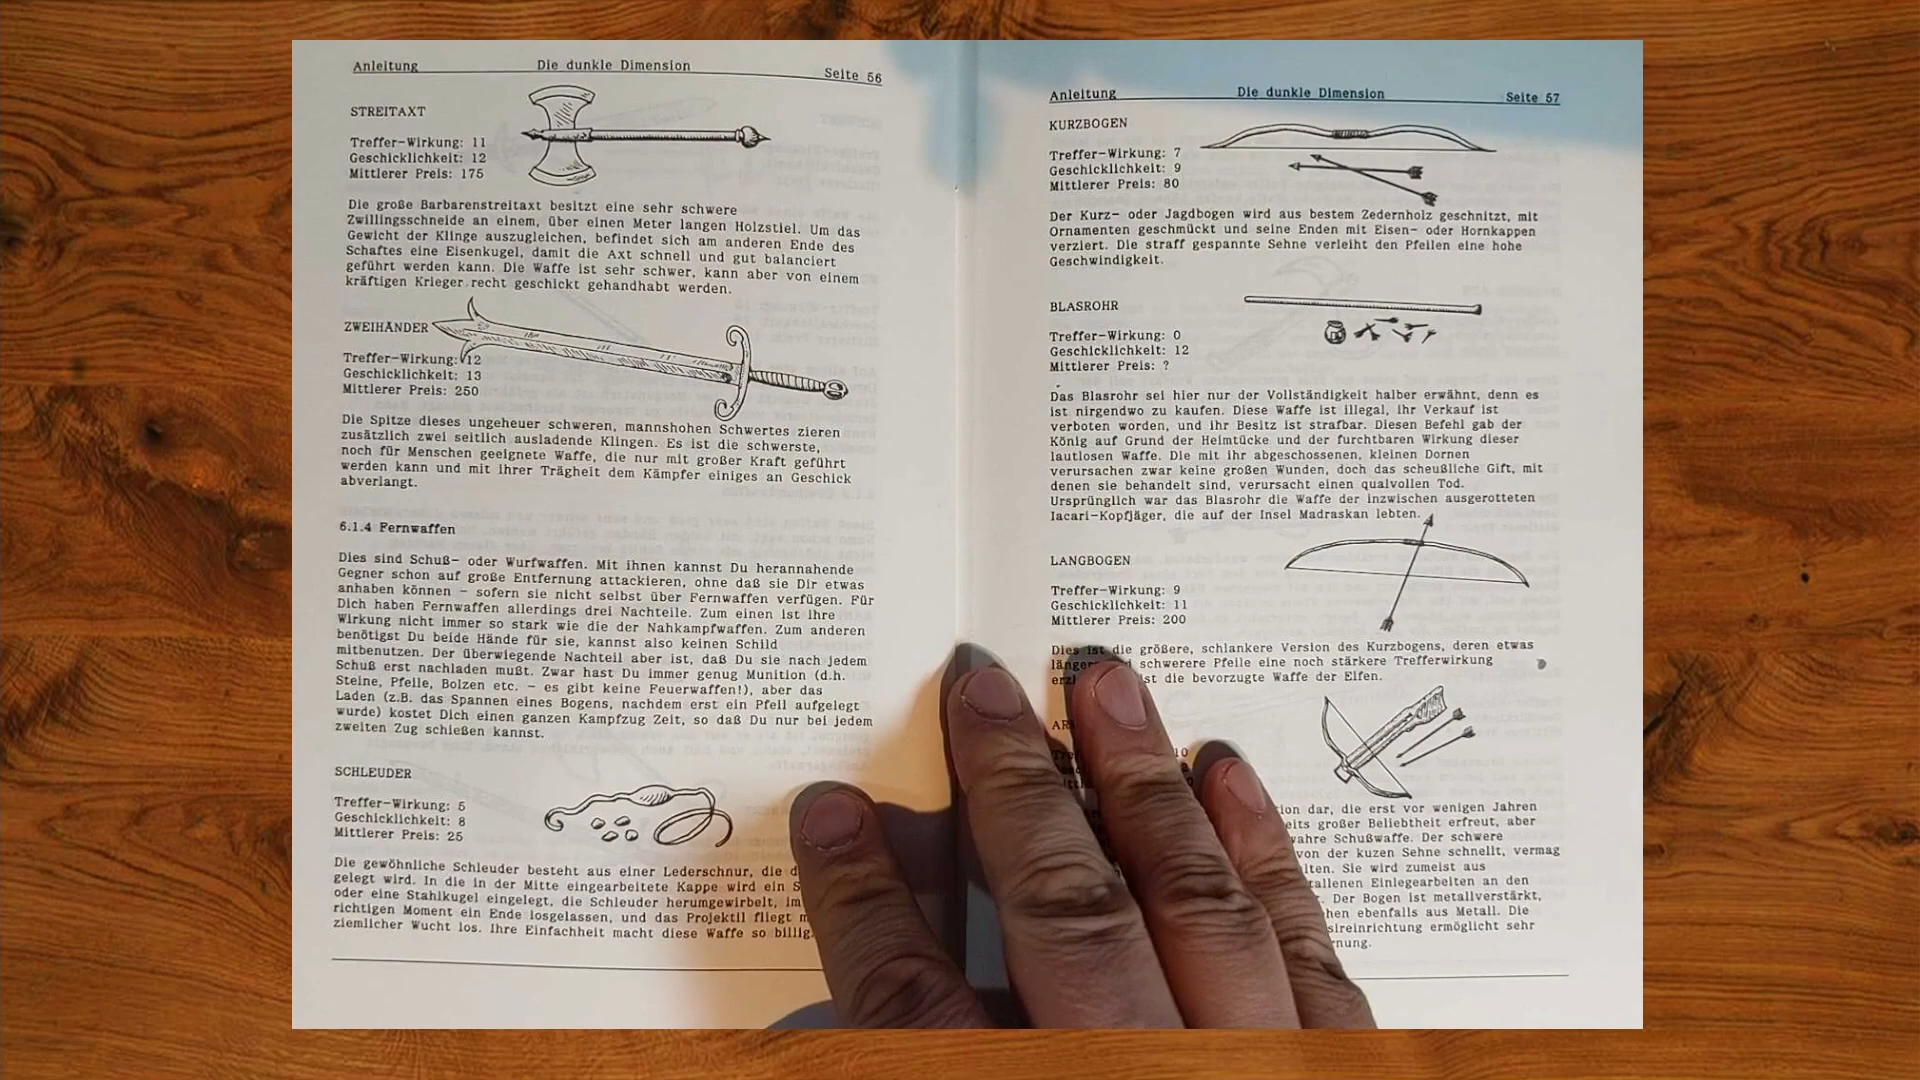 Anleitung Die dunkle Dimension Seite 56
STREITAXT
Treffer-Wirkung: 11
Geschicklichkeit: 12
Mittlerer Preis: 175
Die große Barbarenstreitaxt besitzt eine sehr schwere
Zwillingsschneide an einem, über einen Meter langen Holzstiel. Um das
Gewicht der Klinge auszugleichen, befindet sich am anderen Ende des
Schaftes eine Eisenkugel, damit die Axt schnell und gut balanciert
geführt werden kann. Die Waffe ist sehr schwer, kann aber von einem
kräftigen Krieger recht geschickt gehandhabt werden.
ZWEIHÄNDER
Treffer-Wirkung: 12
Geschicklichkeit: 13
Mittlerer Preis: 250
Die Spitze dieses ungeheuer schweren, mannshohen Schwertes zieren
zusätzlich zwei seitlich ausladende Klingen. Es ist die schwerste,
noch für Menschen geeignete Waffe, die nur mit großer Kraft geführt
werden kann und mit ihrer Trägheit dem Kämpfer einiges an Geschick
abverlangt.
6.1.4 Fernwaffen
Dies sind Schuß- oder Wurfwaffen. Mit ihnen kannst Du herannahende
Gegner schon auf große Entfernung attackieren, ohne daß sie Dir etwas
anhaben können - sofern sie nicht selbst über Fernwaffen verfügen. Für
Dich haben Fernwaffen allerdings drei Nachteile. Zum einen ist ihre
Wirkung nicht immer so stark wie die der Nahkampfwaffen. Zum anderen
benötigst Du beide Hände für sie, kannst also keinen Schild
mitbenutzen. Der überwiegende Nachteil aber ist, daß Du sie nach jedem
Schuß erst nachladen mußt. Zwar hast Du immer genug Munition (d.h.
Steine, Pfeile, Bolzen etc. - es gibt keine Feuerwaffen!), aber das
Laden (z.B. das Spannen eines Bogens, nachdem erst ein Pfeil aufgelegt
wurde) kostet Dich einen ganzen Kampfzug Zeit, so daß Du nur bei jedem
zweiten Zug schießen kannst.
SCHLEUDER
Treffer-Wirkung: 5
Geschicklichkeit: 8
Mittlerer Preis: 25
Die gewöhnliche Schleuder besteht aus einer Lederschnur, die
gelegt wird. In die in der Mitte eingearbeitete Kappe wird ein
oder eine Stahlkugel eingelegt, die Schleuder herumgewirbelt, im
richtigen Moment ein Ende losgelassen, und das Projektil fliegt
ziemlicher Wucht los. Ihre Einfachheit macht diese Waffe so billig.
Anleitung Die dunkle Dimension Seite 57
KURZBOGEN
Treffer-Wirkung: 7
Geschicklichkeit: 9
Mittlerer Preis: 80
Der Kurz- oder Jagdbogen wird aus bestem Zedernholz geschnitzt, mit
Ornamenten geschmückt und seine Enden mit Eisen- oder Hornkappen
verziert. Die straff gespannte Sehne verleiht den Pfeilen eine hohe
Geschwindigkeit.
BLASROHR
Treffer-Wirkung: 0
Geschicklichkeit: 12
Mittlerer Preis: ?
Das Blasrohr sei hier nur der Vollständigkeit halber erwähnt, denn es
ist nirgendwo zu kaufen. Diese Waffe ist illegal, ihr Verkauf ist
verboten worden, und ihr Besitz ist strafbar. Diesen Befehl gab der
König auf Grund der Heimtücke und der furchtbaren Wirkung dieser
lautlosen Waffe. Die mit ihr abgeschossenen, kleinen Dornen
verursachen zwar keine großen Wunden, doch das scheußliche Gift, mit
denen sie behandelt sind, verursacht einen qualvollen Tod.
Ursprünglich war das Blasrohr die Waffe der inzwischen ausgerotteten
Iacari-Kopfjäger, die auf der Insel Madraskan lebten.
LANGBOGEN
Treffer-Wirkung: 9
Geschicklichkeit: 11
Mittlerer Preis: 200
Dies ist die größere, schlankere Version des Kurzbogens, deren etwas
schwerere Pfeile eine noch stärkere Trefferwirkung
ist die bevorzugte Waffe der Elfen.
10
dar, die erst vor wenigen Jahren
großer Beliebtheit erfreut, aber
wahre Schußwaffe. Der schwere
von der kuzen Sehne schnellt, vermag
Sie wird zumeist aus
Einlegearbeiten an den
Der Bogen ist metallverstärkt,
ebenfalls aus Metall. Die
ermöglicht sehr